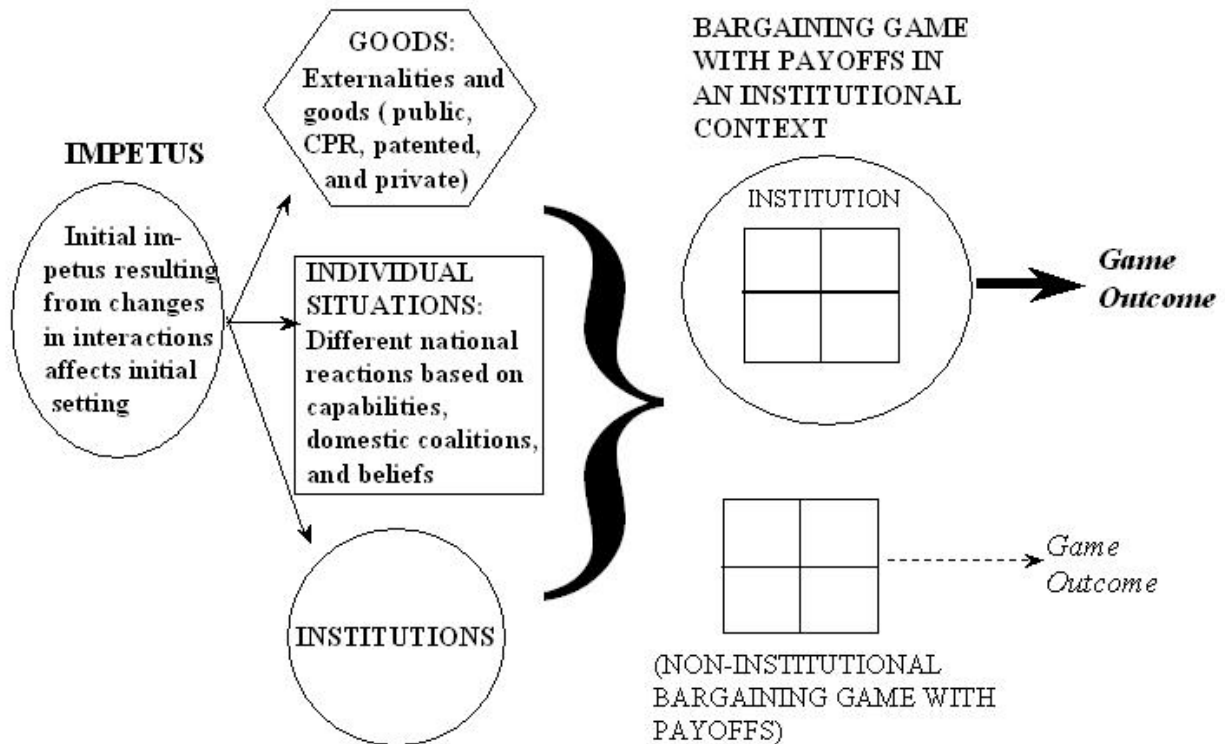 IMPETUS
Initial im-
petus resulting
from changes
in interactions
affects initial
setting
GOODS:
Externalities and
goods ( public,
CPR, patented,
and private)
INDIVIDUAL
SITUATIONS:
Different national
reactions based on
capabilities,
domestic coalitions,
and beliefs
INSTITUTIONS
BARGAINING GAME
WITH PAYOFFS IN
AN INSTITUTIONAL
CONTEXT
INSTITUTION
Game
Outcome
Game
Outcome
(NON-INSTITUTIONAL
BARGAINING GAME WITH
PAYOFFS)